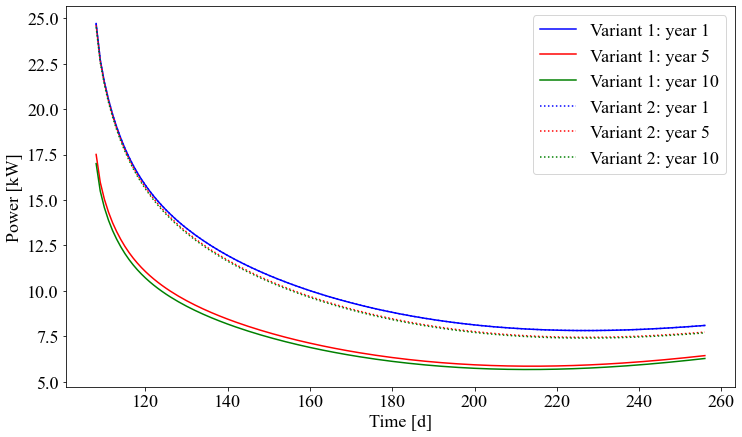 25.0
22.5
20.0
17.5
15.0
12.5
10.0
7.5
5.0
Power [kW]
120
140
160
180
200
220
240
260
Time [d]
Variant 1: year 1
Variant 1: year 5
Variant 1: year 10
Variant 2: year 1
Variant 2: year 5
Variant 2: year 10